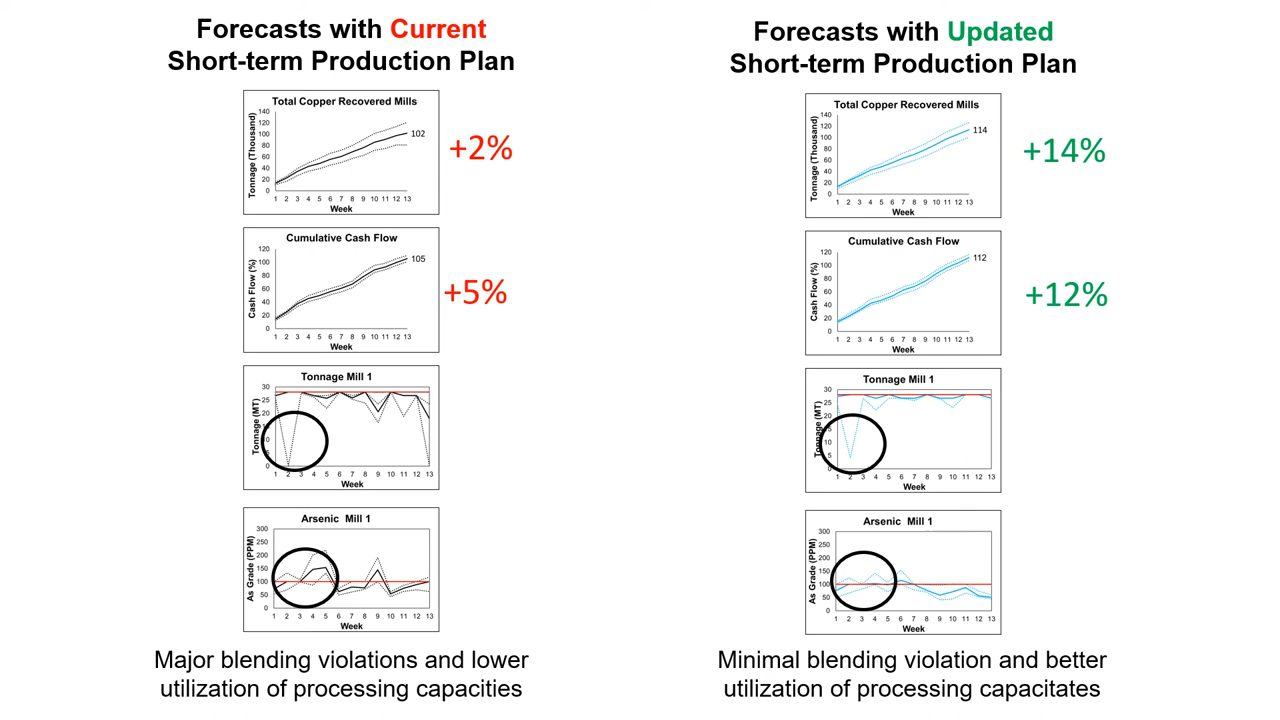 Forecasts with Current
Short-term Production Plan
Total Copper Recovered Mills
Tonnage (Thousand)
140
120
100
80
60
40
20
0
102
1 2 3 4 5 6 7 8 9 10 11 12 13
Week
+2%
Cumulative Cash Flow
Cash Flow (%)
120
100
80
60
40
20
0
105
1 2 3 4 5 6 7 8 9 10 11 12 13
Week
+5%
Tonnage Mill 1
Tonnage (MT)
30
25
20
15
10
5
0
1 2 3 4 5 6 7 8 9 10 11 12 13
Week
Arsenic Mill 1
As Grade (PPM)
300
250
200
150
100
50
0
1 2 3 4 5 6 7 8 9 10 11 12 13
Week
Major blending violations and lower
utilization of processing capacities
Forecasts with Updated
Short-term Production Plan
Total Copper Recovered Mills
Tonnage (Thousand)
140
120
100
80
60
40
20
0
114
1 2 3 4 5 6 7 8 9 10 11 12 13
Week
+14%
Cumulative Cash Flow
Cash Flow (%)
120
100
80
60
40
20
0
112
1 2 3 4 5 6 7 8 9 10 11 12 13
Week
+12%
Tonnage Mill 1
Tonnage (MT)
30
25
20
15
10
5
0
1 2 3 4 5 6 7 8 9 10 11 12 13
Week
Arsenic Mill 1
As Grade (PPM)
300
250
200
150
100
50
0
1 2 3 4 5 6 7 8 9 10 11 12 13
Week
Minimal blending violation and better
utilization of processing capacitates